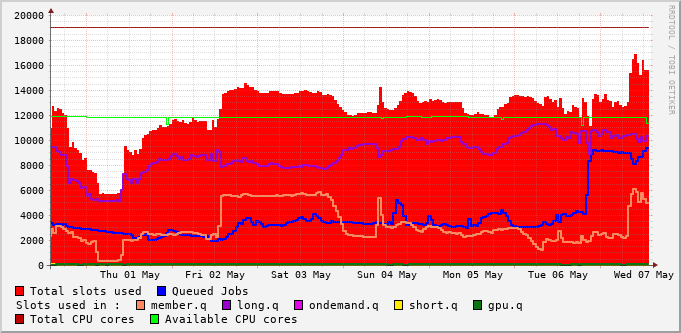 20000
18000
16000
14000
12000
10000
8000
6000
4000
2000
0
Thu 01 May Fri 02 May Sat 03 May Sun 04 May Mon 05 May Tue 06 May Wed 07 May
Total slots used Queued Jobs
Slots used in : member.q long.q ondemand.q short.q gpu.q
Total CPU cores Available CPU cores
RRDTOOL / TOBI OETIKER